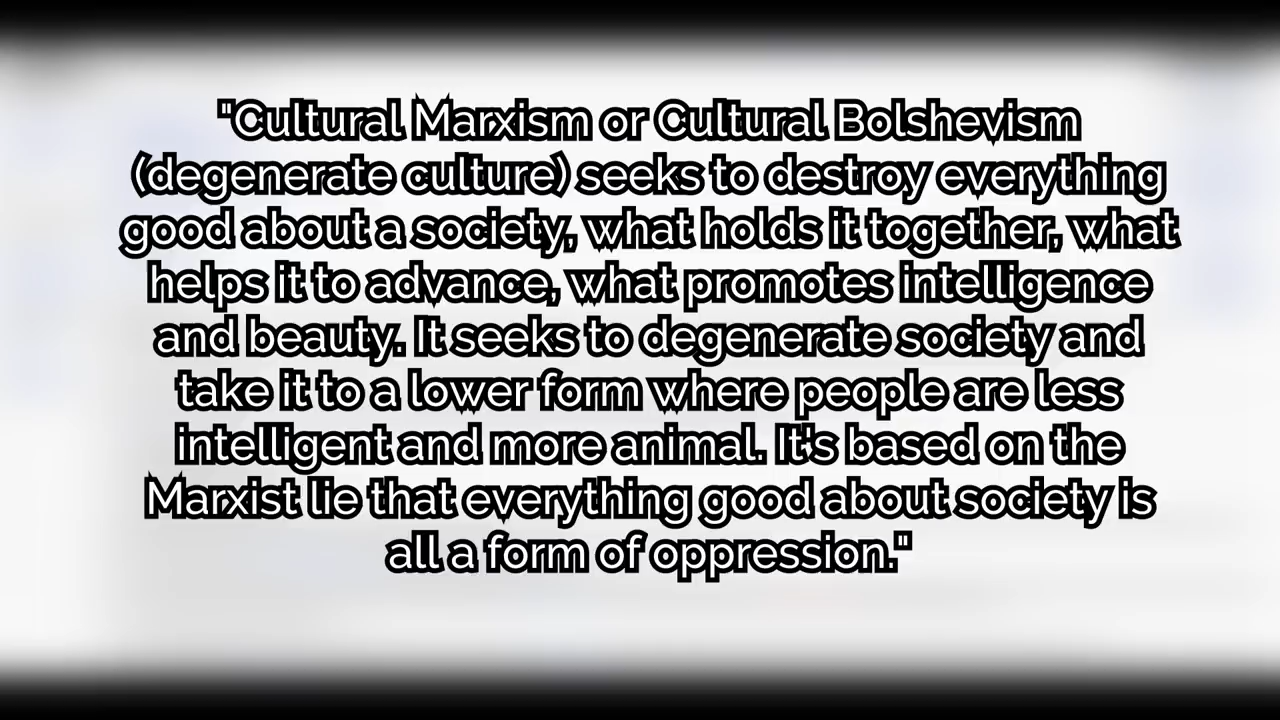 "Cultural Marxism or Cultural Bolshevism
(degenerate culture) seeks to destroy everything
good about a society, what holds it together, what
helps it to advance, what promotes intelligence
and beauty. It seeks to degenerate society and
take it to a lower form where people are less
intelligent and more animal. It's based on the
Marxist lie that everything good about society is
all a form of oppression."